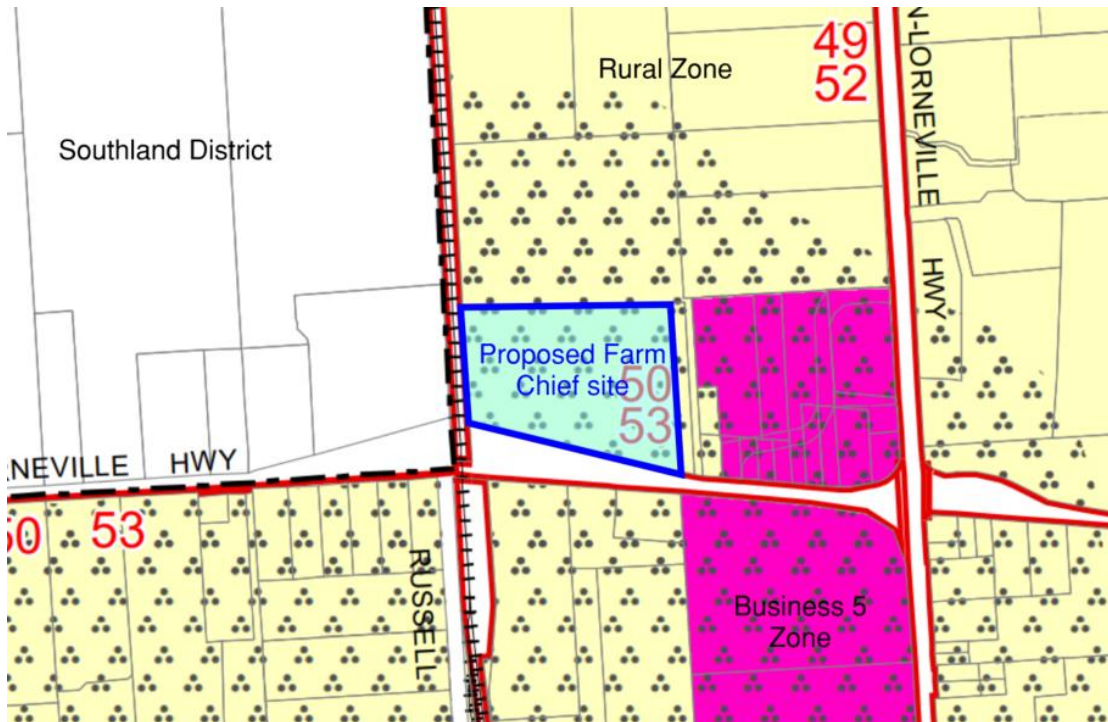 Rural Zone
49
52
N-LORNEVILLE
Southland District
HWY
Proposed Farm
Chief site
50
53
RNEVILLE HWY
50 53
RUSSELL
Business 5
Zone